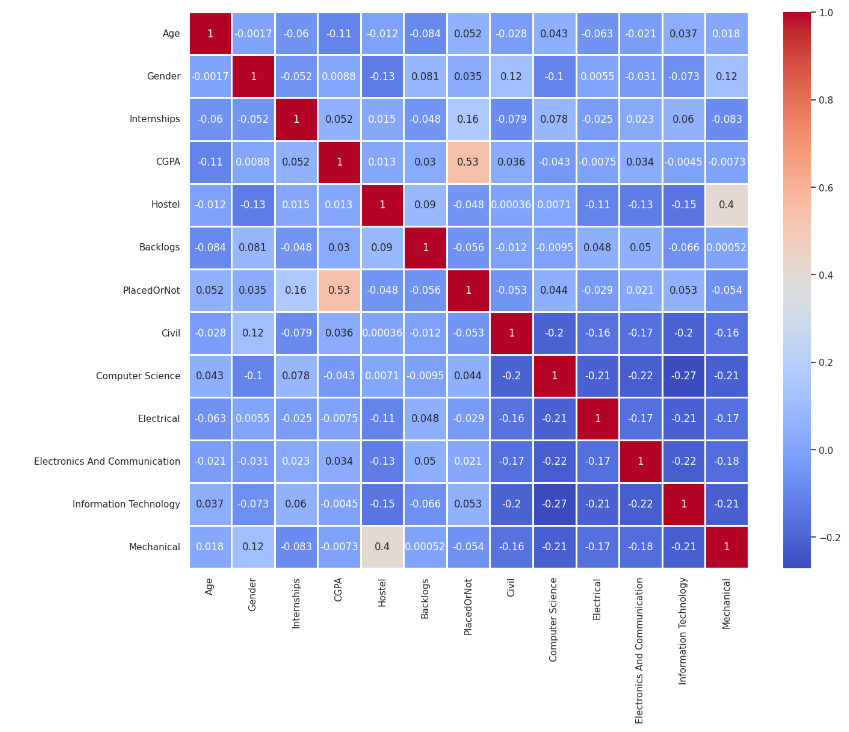 Age 1 -0.0017 -0.06 -0.11 -0.012 -0.084 0.052 -0.028 0.043 -0.063 -0.021 0.037 0.018
Gender -0.0017 1 -0.052 0.0088 -0.13 0.081 0.035 0.12 -0.1 0.0055 -0.031 -0.073 0.12
Internships -0.06 -0.052 1 0.052 0.015 -0.048 0.16 -0.079 0.078 -0.025 0.023 0.06 -0.083
CGPA -0.11 0.0088 0.052 1 0.013 0.03 0.53 0.036 -0.043 -0.0075 0.034 -0.0045 -0.0073
Hostel -0.012 -0.13 0.015 0.013 1 0.09 -0.048 0.00036 0.0071 -0.11 -0.13 -0.15 0.4
Backlogs -0.084 0.081 -0.048 0.03 0.09 1 -0.056 -0.012 -0.0095 0.048 0.05 -0.066 0.00052
PlacedOrNot 0.052 0.035 0.16 0.53 -0.048 -0.056 1 -0.053 0.044 -0.029 0.021 0.053 -0.054
Civil -0.028 0.12 -0.079 0.036 0.00036 -0.012 -0.053 1 -0.2 -0.16 -0.17 -0.2 -0.16
Computer Science 0.043 -0.1 0.078 -0.043 0.0071 -0.0095 0.044 -0.2 1 -0.21 -0.22 -0.27 -0.21
Electrical -0.063 0.0055 -0.025 -0.0075 -0.11 0.048 -0.029 -0.16 -0.21 1 -0.17 -0.21 -0.17
Electronics And Communication -0.021 -0.031 0.023 0.034 -0.13 0.05 0.021 -0.17 -0.22 -0.17 1 -0.22 -0.18
Information Technology 0.037 -0.073 0.06 -0.0045 -0.15 -0.066 0.053 -0.2 -0.27 -0.21 -0.22 1 -0.21
Mechanical 0.018 0.12 -0.083 -0.0073 0.4 0.00052 -0.054 -0.16 -0.21 -0.17 -0.18 -0.21 1
Age
Gender
Internships
CGPA
Hostel
Backlogs
PlacedOrNot
Civil
Computer Science
Electrical
Electronics And Communication
Information Technology
Mechanical
1.0
0.8
0.6
0.4
0.2
0.0
−0.2